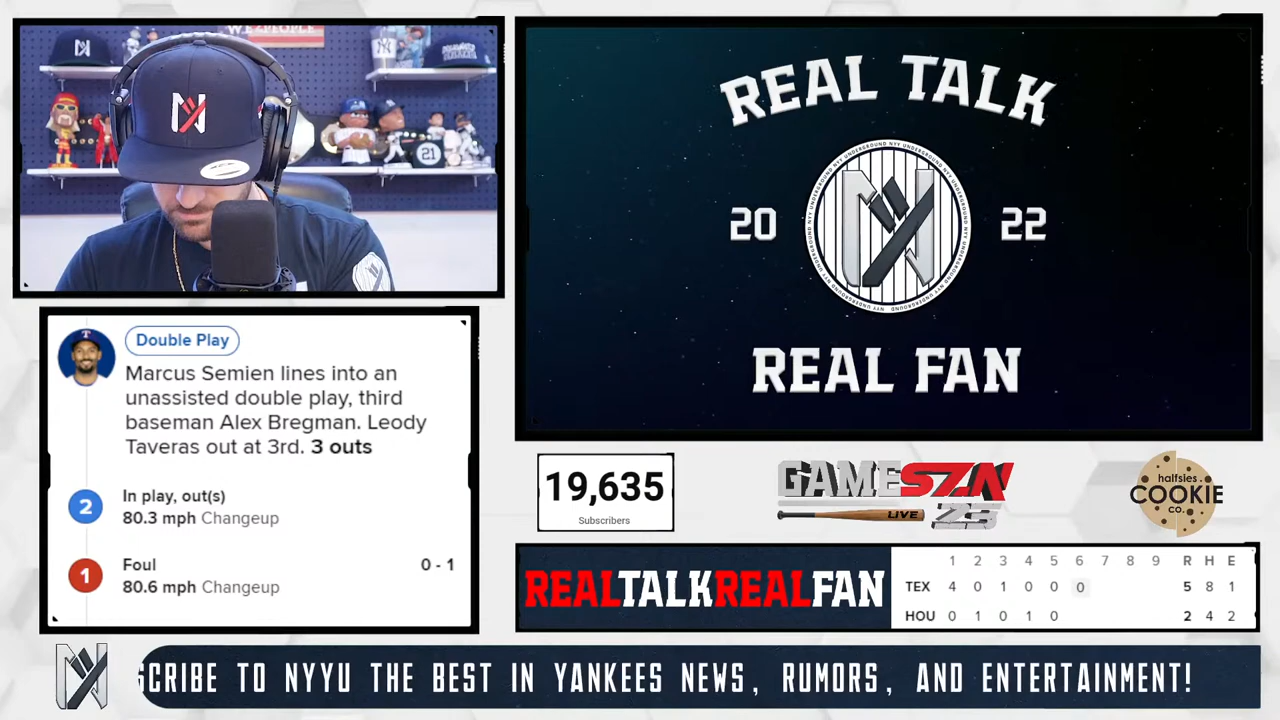 WE THE PEOPLE
21
REAL TALK
20 22
REAL FAN
Double Play
Marcus Semien lines into an
unassisted double play, third
baseman Alex Bregman. Leody
Taveras out at 3rd. 3 outs
2 In play, out(s)
80.3 mph Changeup
1 Foul 0 - 1
80.6 mph Changeup
19,635
Subscribers
GAMESZN
LIVE 23
halfsies
COOKIE
co.
REALTALKREALFAN
1 2 3 4 5 6 7 8 9 R H E
TEX 4 0 1 0 0 0 5 8 1
HOU 0 1 0 1 0 2 4 2
SCRIBE TO NYYU THE BEST IN YANKEES NEWS, RUMORS, AND ENTERTAINMENT!